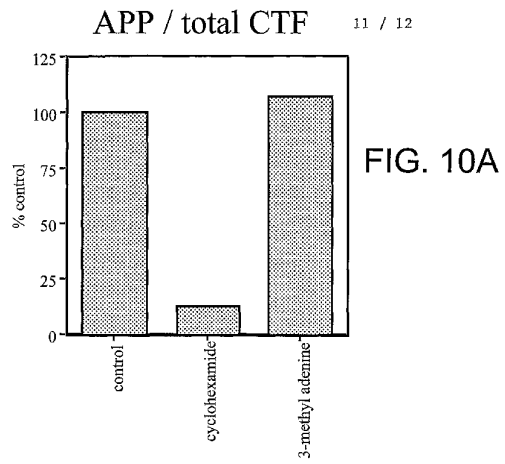 APP / total CTF
11 / 12
125
100
75
50
25
0
% control
control
cyclohexamide
3-methyl adenine
FIG. 10A